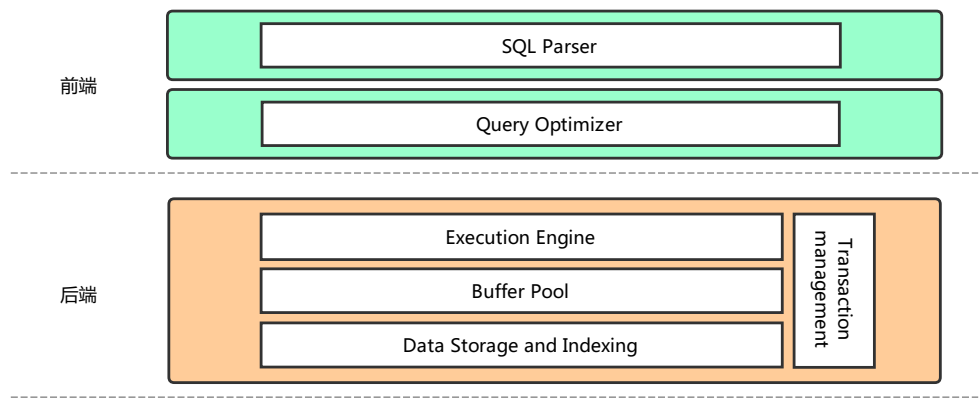 SQL Parser
前端
Query Optimizer
Execution Engine
Transaction
management
后端
Buffer Pool
Data Storage and Indexing